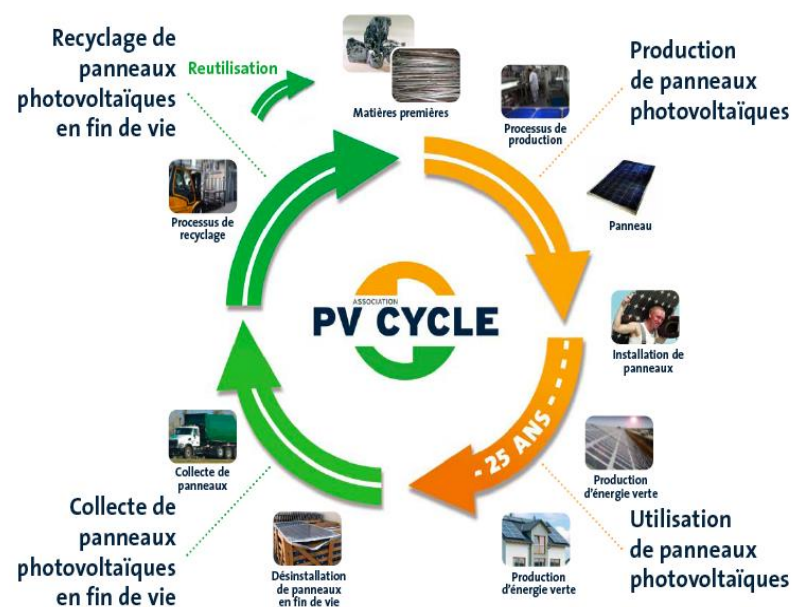 Recyclage de
panneaux
photovoltaïques
en fin de vie
Reutilisation
Matières premières
Processus de
production
Production
de panneaux
photovoltaïques
Panneau
Processus de
recyclage
ASSOCIATION
PV CYCLE
Installation de
panneaux
- 25 ANS - - - -
Production
d'énergie verte
Collecte de
panneaux
Collecte de
panneaux
photovoltaïques
en fin de vie
Désinstallation
de panneaux
en fin de vie
Production
d'énergie verte
Utilisation
de panneaux
photovoltaïques